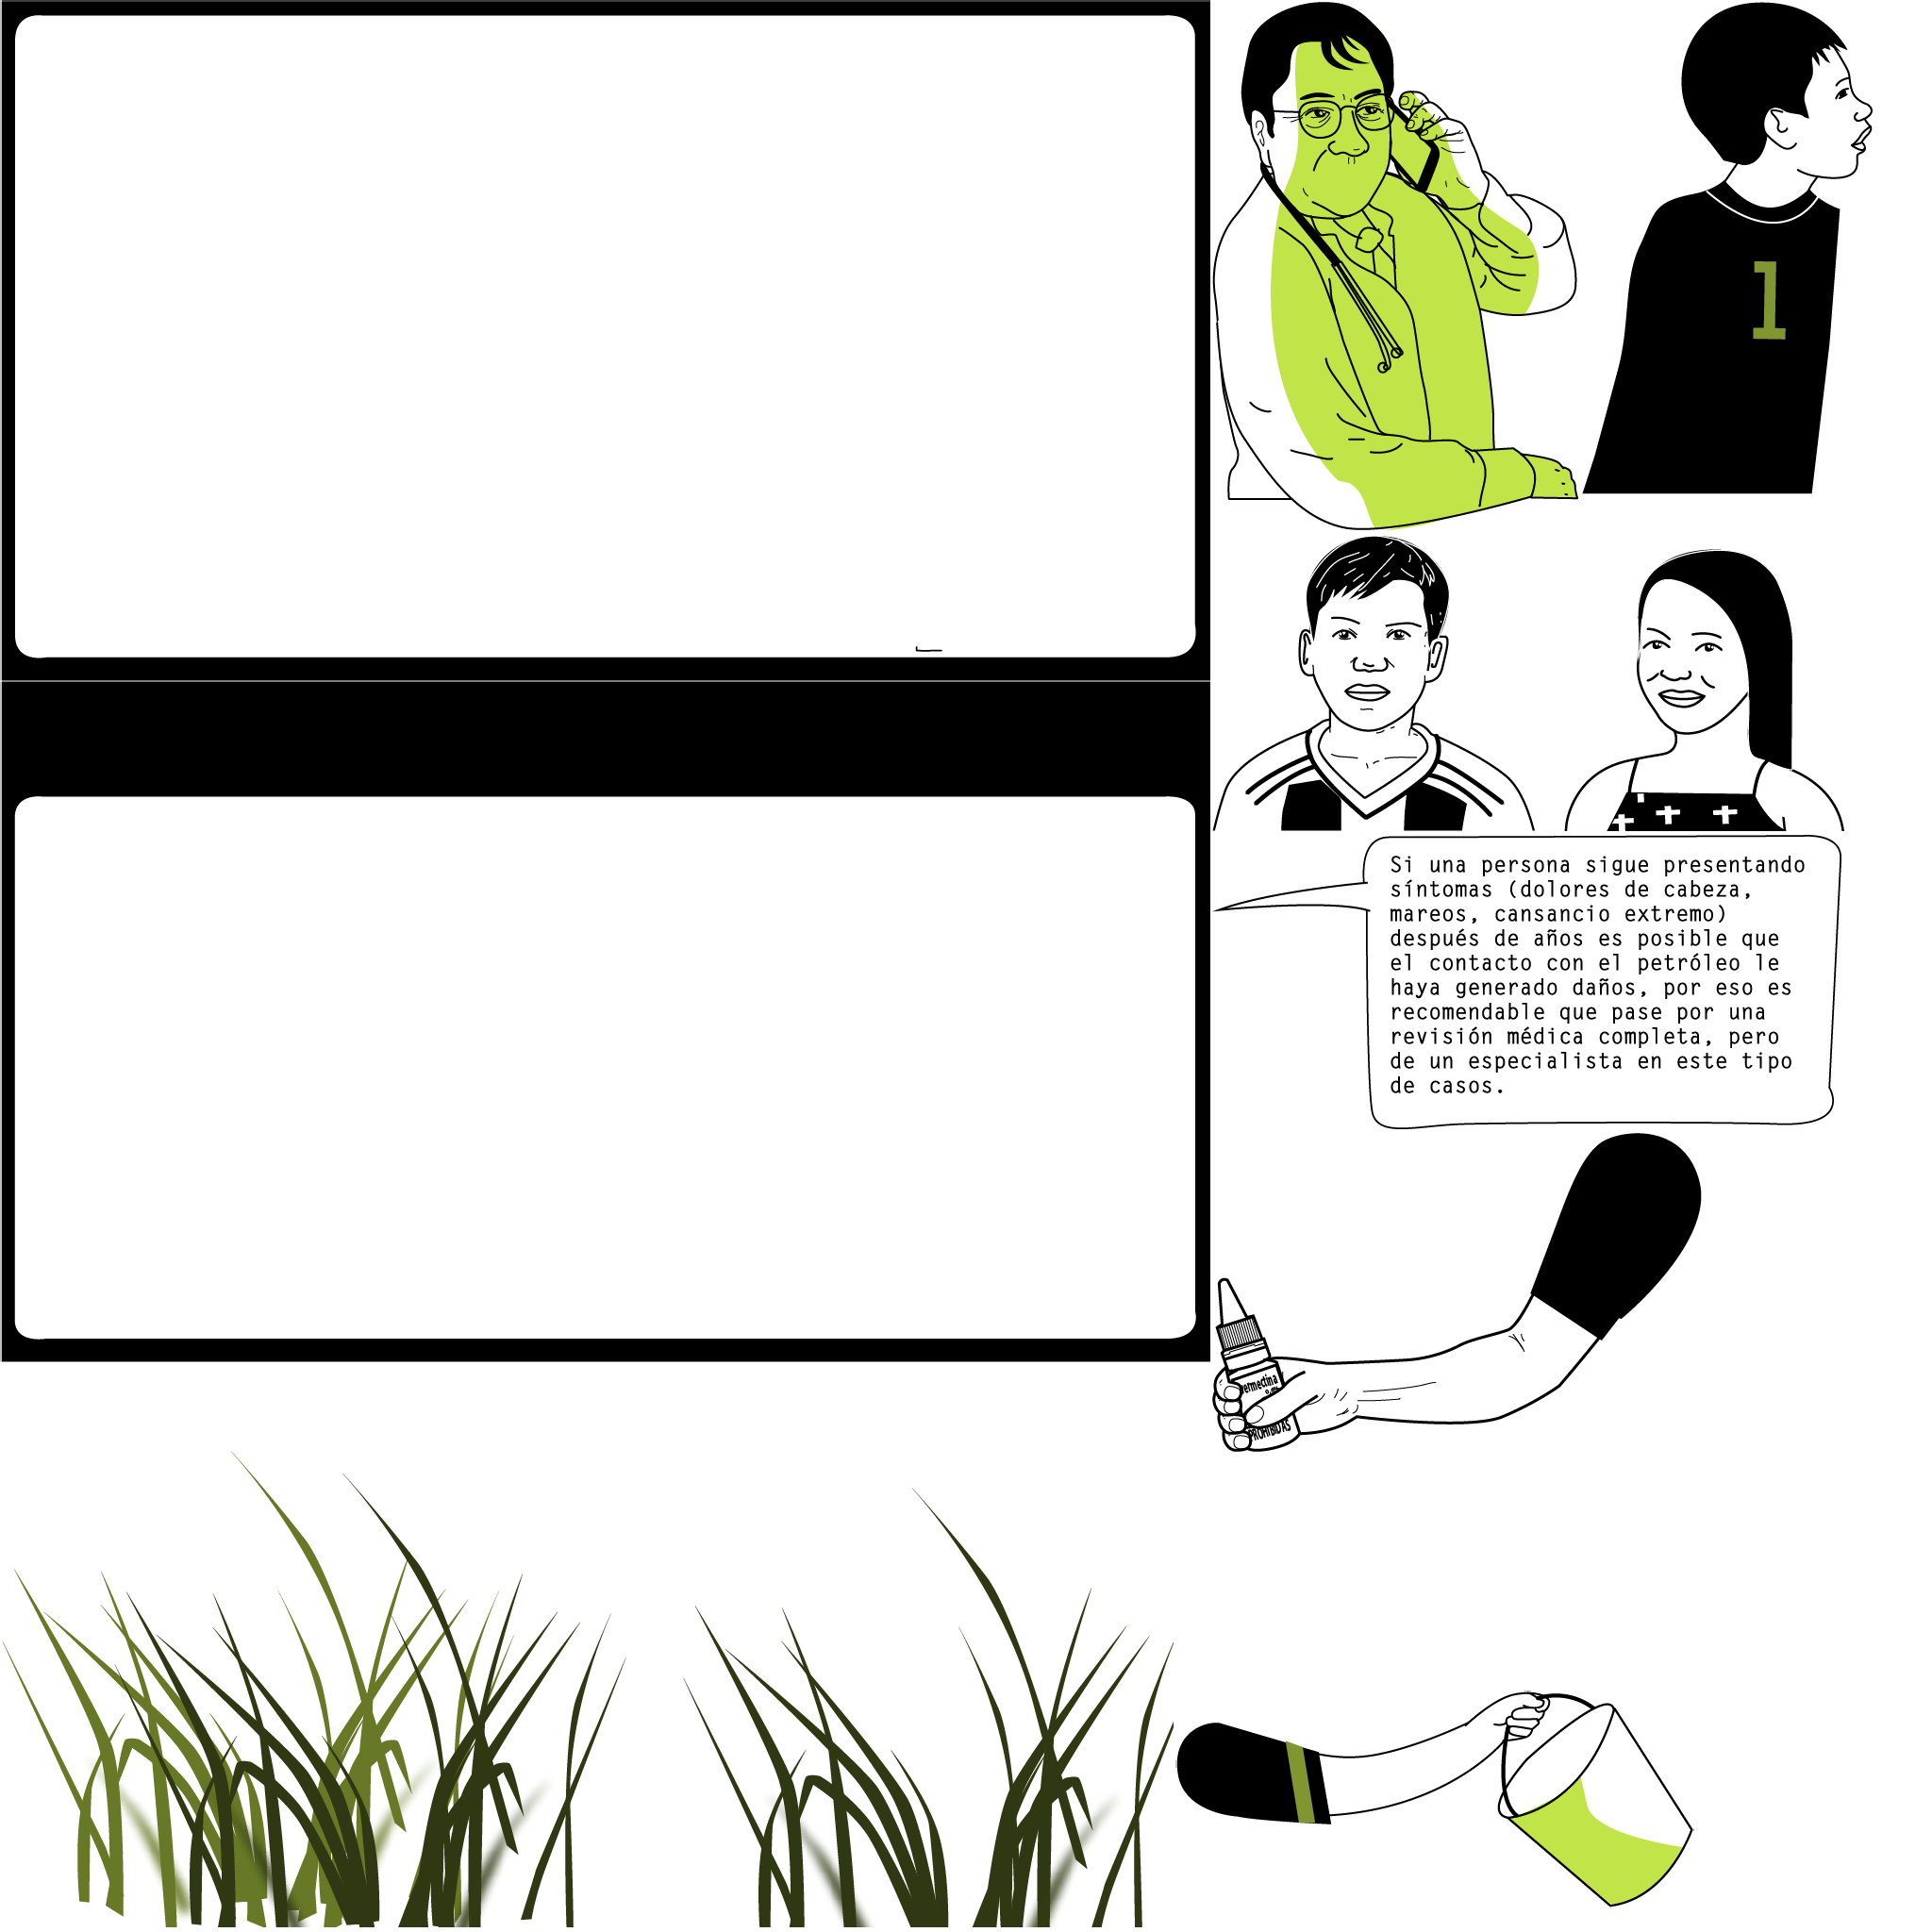 1
Si una persona sigue presentando
síntomas (dolores de cabeza,
mareos, cansancio extremo)
después de años es posible que
el contacto con el petróleo le
haya generado daños, por eso es
recomendable que pase por una
revisión médica completa, pero
de un especialista en este tipo
de casos.
ermectina
PROHIBIDAS